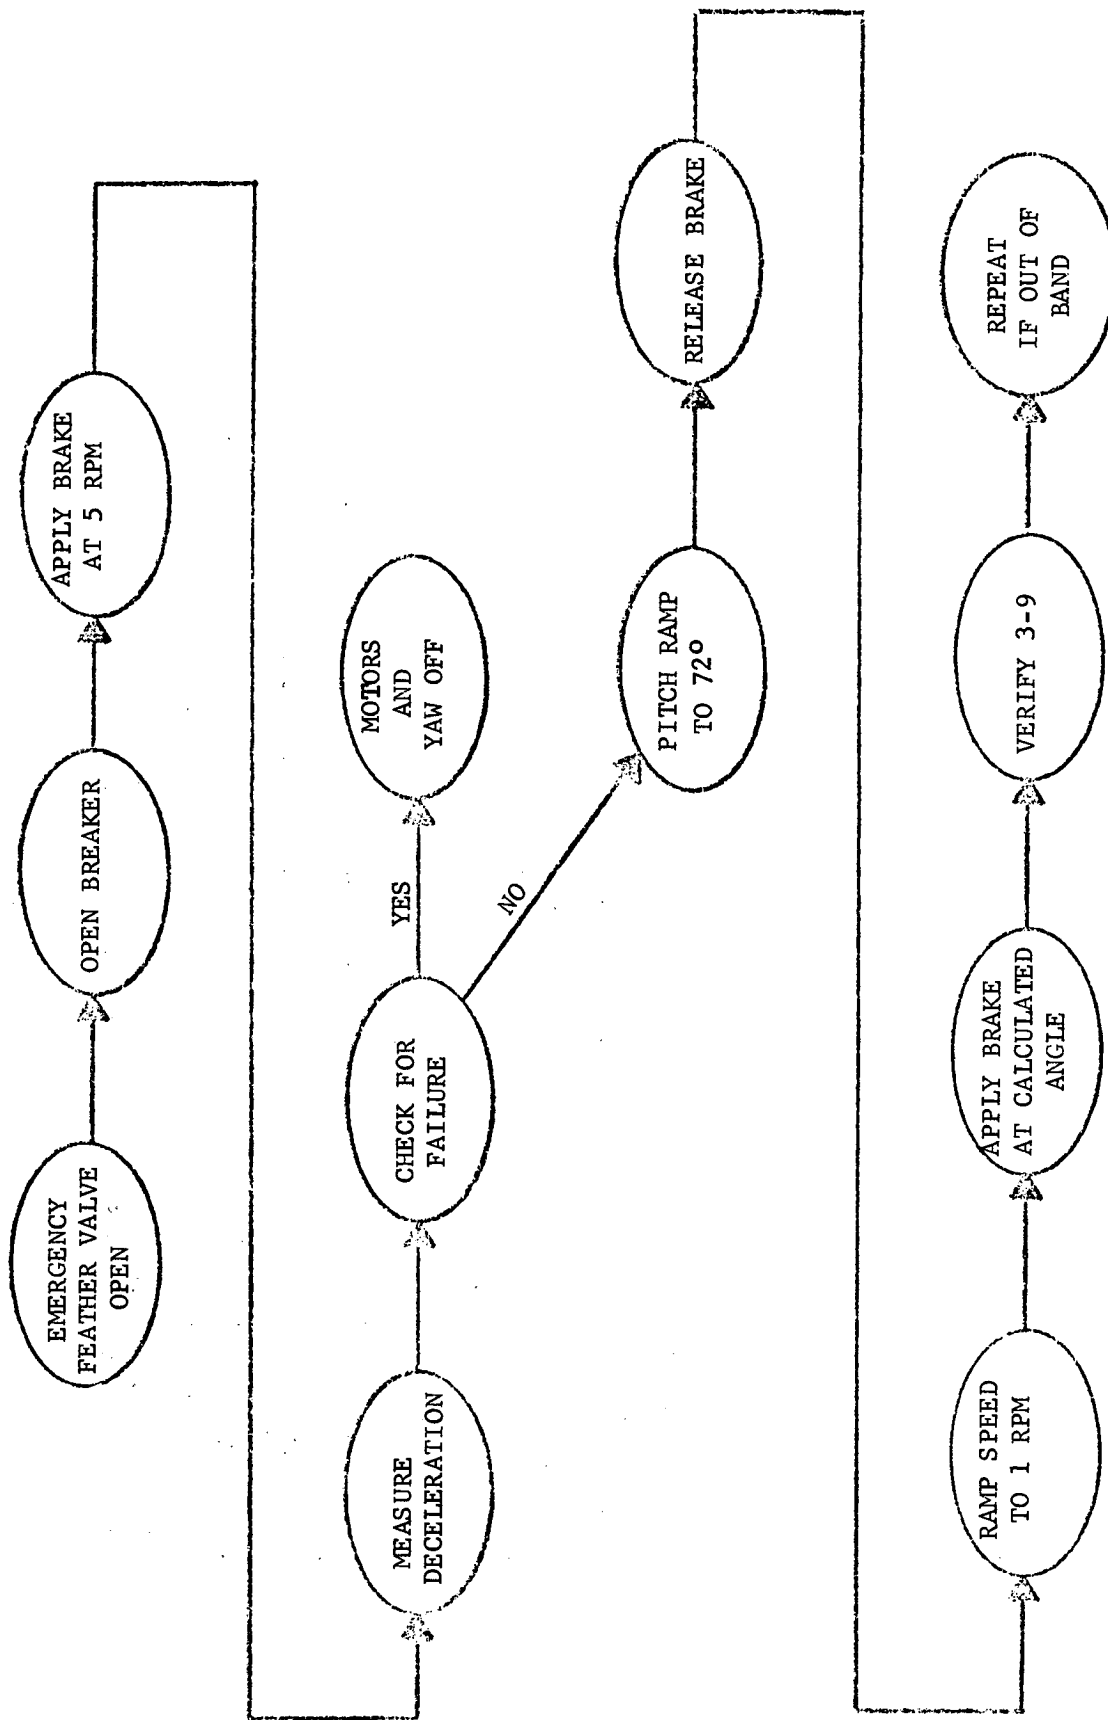 EMERGENCY
FEATHER VALVE
OPEN
OPEN BREAKER
APPLY BRAKE
AT 5 RPM
MEASURE
DECELERATION
CHECK FOR
FAILURE
YES
MOTORS
AND
YAW OFF
NO
PITCH RAMP
TO 72°
RELEASE BRAKE
RAMP SPEED
TO 1 RPM
APPLY BRAKE
AT CALCULATED
ANGLE
VERIFY 3-9
REPEAT
IF OUT OF
BAND